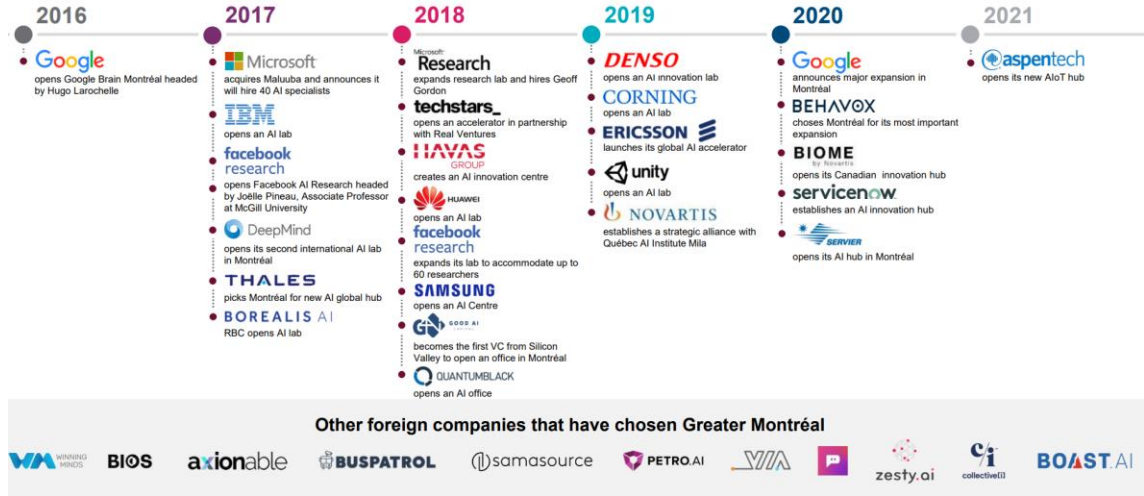 2016
Google
opens Google Brain Montréal headed
by Hugo Larochelle
2017
Microsoft
acquires Maluuba and announces it
will hire 40 AI specialists
IBM
opens an AI lab
facebook
research
opens Facebook AI Research headed
by Joëlle Pineau, Associate Professor
at McGill University
DeepMind
opens its second international AI lab
in Montréal
THALES
picks Montréal for new AI global hub
BOREALIS AI
RBC opens AI lab
2018
Microsoft
Research
expands research lab and hires Geoff
Gordon
techstars_
opens an accelerator in partnership
with Real Ventures
HAVAS
GROUP
creates an AI innovation centre
HUAWEI
opens an AI lab
facebook
research
expands its lab to accommodate up to
60 researchers
SAMSUNG
opens an AI Centre
GOOD AI
becomes the first VC from Silicon
Valley to open an office in Montréal
QUANTUMBLACK
opens an AI office
2019
DENSO
opens an AI innovation lab
CORNING
opens an AI lab
ERICSSON
launches its global AI accelerator
unity
opens an AI lab
NOVARTIS
establishes a strategic alliance with
Québec AI Institute Mila
2020
Google
announces major expansion in
Montréal
BEHAVOX
choses Montréal for its most important
expansion
BIOME
by Novartis
opens its Canadian innovation hub
servicenow
establishes an AI innovation hub
SERVIER
opens its AI hub in Montréal
2021
aspentech
opens its new AIoT hub
Other foreign companies that have chosen Greater Montréal
WM WINNING
MINDS
BIOS
axionable
BUSPATROL
samasource
PETRO.AI
VIA
P
zesty.ai
c/i
collective[i]
BOAST.AI